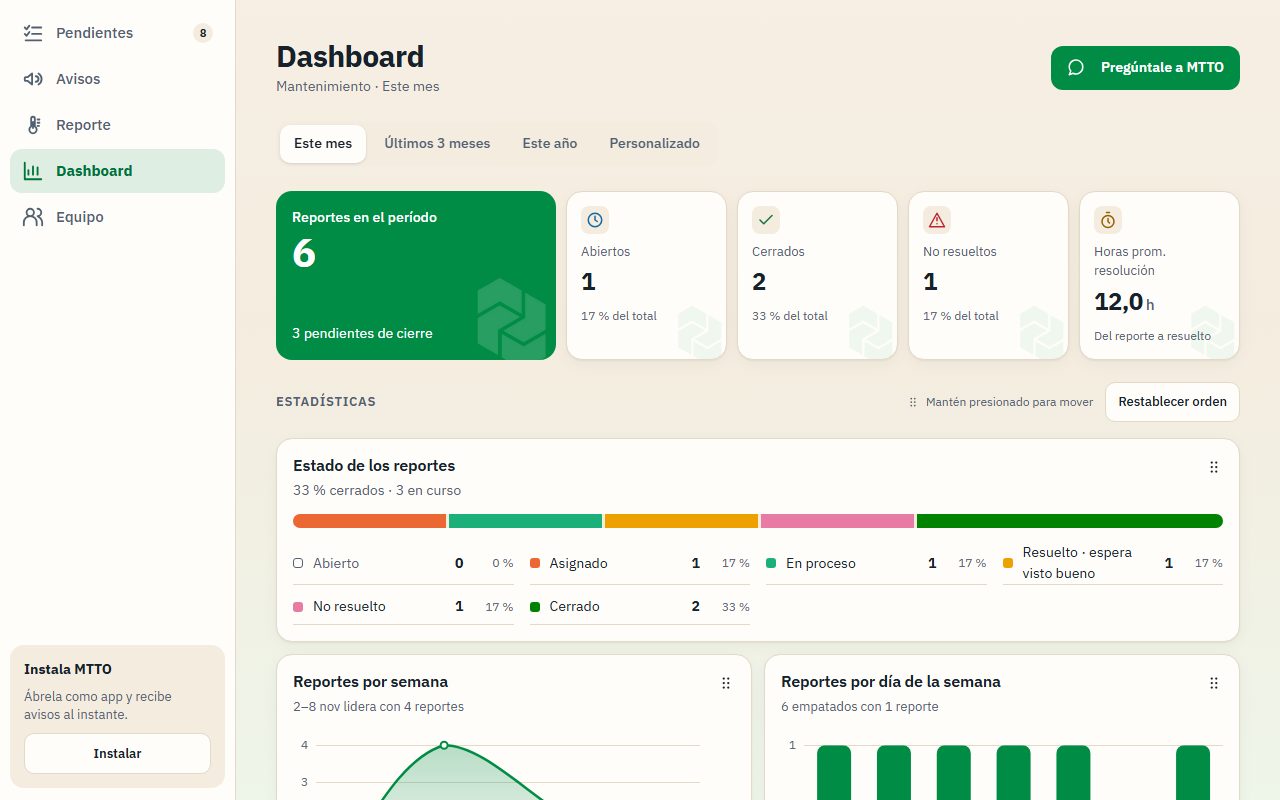 Pendientes 8
Avisos
Reporte
Dashboard
Equipo
Instala MTTO
Ábrela como app y recibe
avisos al instante.
Instalar
Dashboard
Mantenimiento · Este mes
Pregúntale a MTTO
Este mes Últimos 3 meses Este año Personalizado
Reportes en el período
6
3 pendientes de cierre
Abiertos
1
17 % del total
Cerrados
2
33 % del total
No resueltos
1
17 % del total
Horas prom.
resolución
12,0 h
Del reporte a resuelto
ESTADÍSTICAS
Mantén presionado para mover
Restablecer orden
Estado de los reportes
33 % cerrados · 3 en curso
Abierto 0 0 %
Asignado 1 17 %
En proceso 1 17 %
Resuelto · espera
visto bueno 1 17 %
No resuelto 1 17 %
Cerrado 2 33 %
Reportes por semana
2–8 nov lidera con 4 reportes
4
3
Reportes por día de la semana
6 empatados con 1 reporte
1